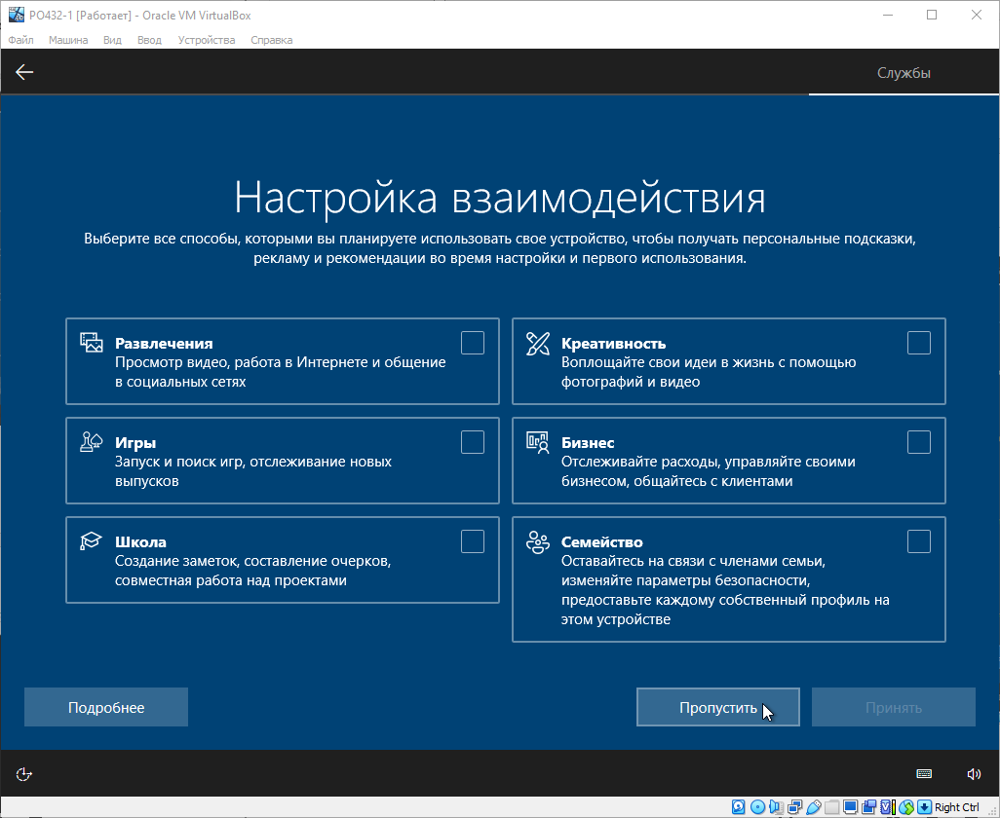 PO432-1 [Работает] - Oracle VM VirtualBox
Файл Машина Вид Ввод Устройства Справка
Службы
Настройка взаимодействия
Выберите все способы, которыми вы планируете использовать свое устройство, чтобы получать персональные подсказки,
рекламу и рекомендации во время настройки и первого использования.
Развлечения
Просмотр видео, работа в Интернете и общение
в социальных сетях
Креативность
Воплощайте свои идеи в жизнь с помощью
фотографий и видео
Игры
Запуск и поиск игр, отслеживание новых
выпусков
Бизнес
Отслеживайте расходы, управляйте своими
бизнесом, общайтесь с клиентами
Школа
Создание заметок, составление очерков,
совместная работа над проектами
Семейство
Оставайтесь на связи с членами семьи,
изменяйте параметры безопасности,
предоставьте каждому собственный профиль на
этом устройстве
Подробнее
Пропустить
Принять
Right Ctrl